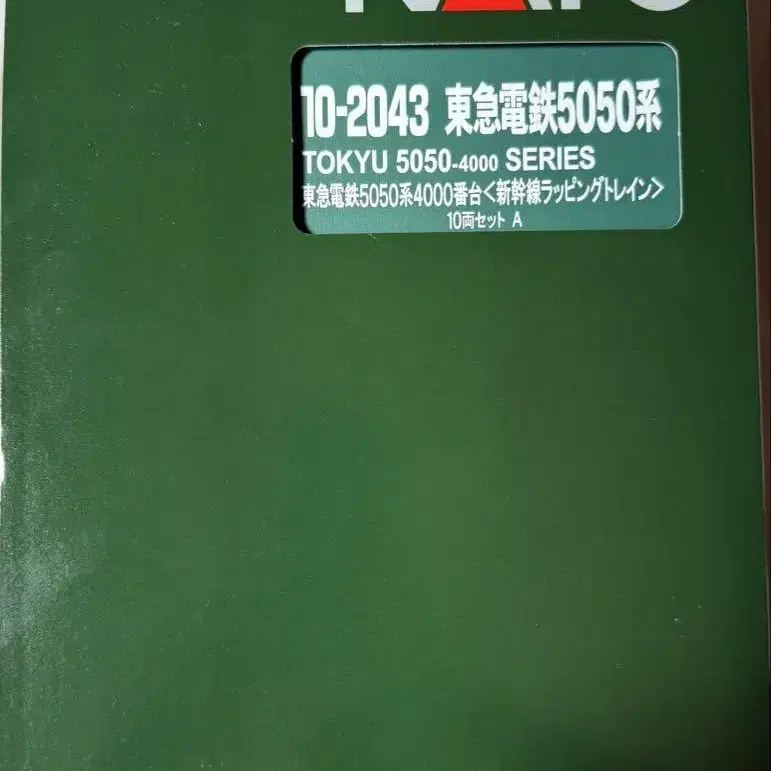 KATO
10-2043 東急電鉄5050系
TOKYU 5050-4000 SERIES
東急電鉄5050系4000番台<新幹線ラッピングトレイン>
10両セット A